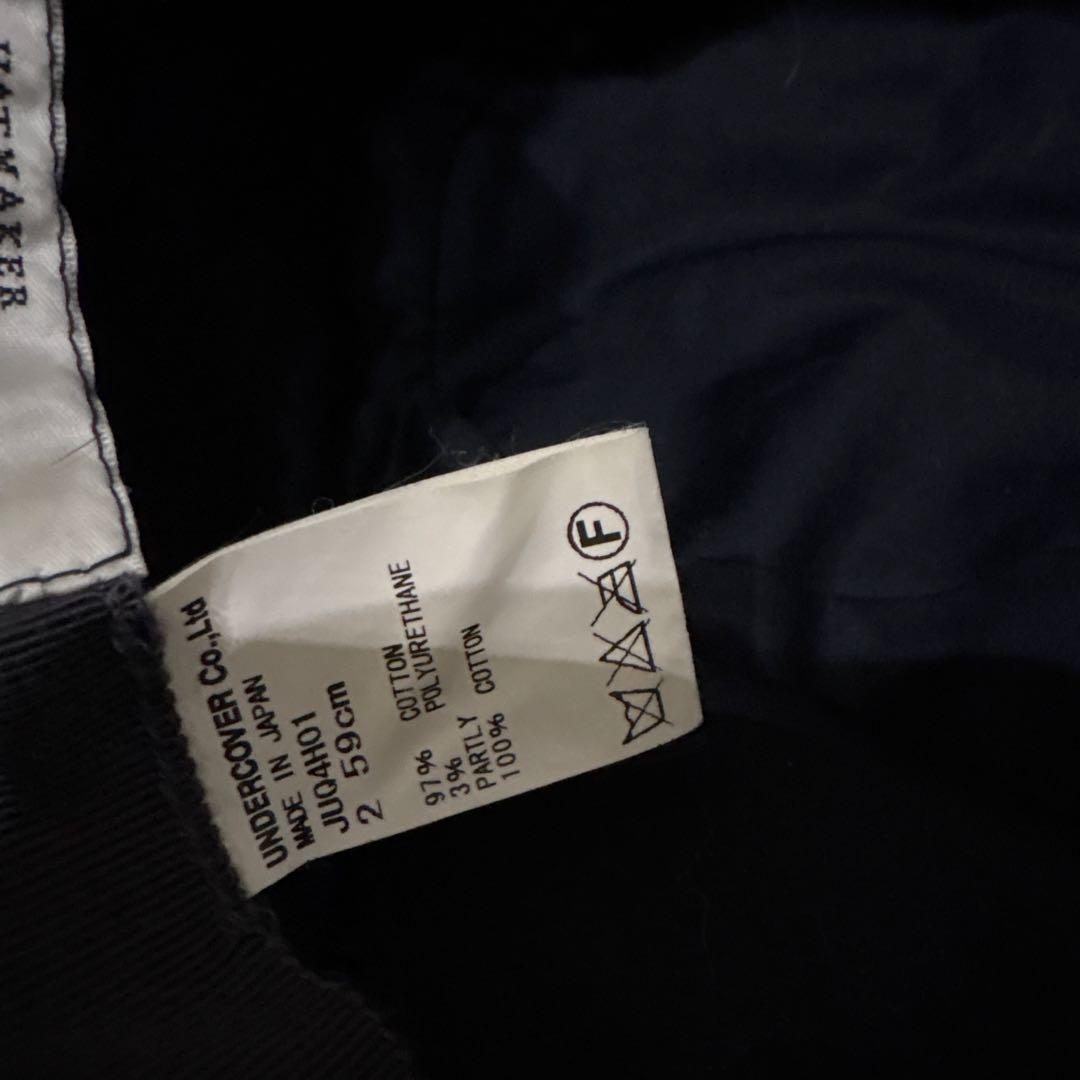 HATMAKER
UNDERCOVER Co.,Ltd
MADE IN JAPAN
JUQ4H01
2 59cm
97% COTTON
3% POLYURETHANE
PARTLY
100% COTTON
F